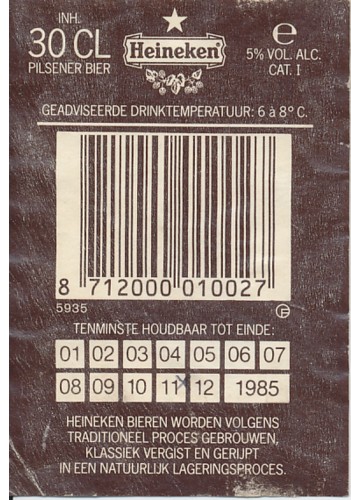 INH.
30 CL
PILSENER BIER
Heineken
℮
5% VOL. ALC.
CAT. I
GEADVISEERDE DRINKTEMPERATUUR: 6 à 8° C.
8 712000 010027
5935
TENMINSTE HOUDBAAR TOT EINDE:
01 02 03 04 05 06 07
08 09 10 11 12 1985
HEINEKEN BIEREN WORDEN VOLGENS
TRADITIONEEL PROCES GEBROUWEN,
KLASSIEK VERGIST EN GERIJPT
IN EEN NATUURLIJK LAGERINGSPROCES.